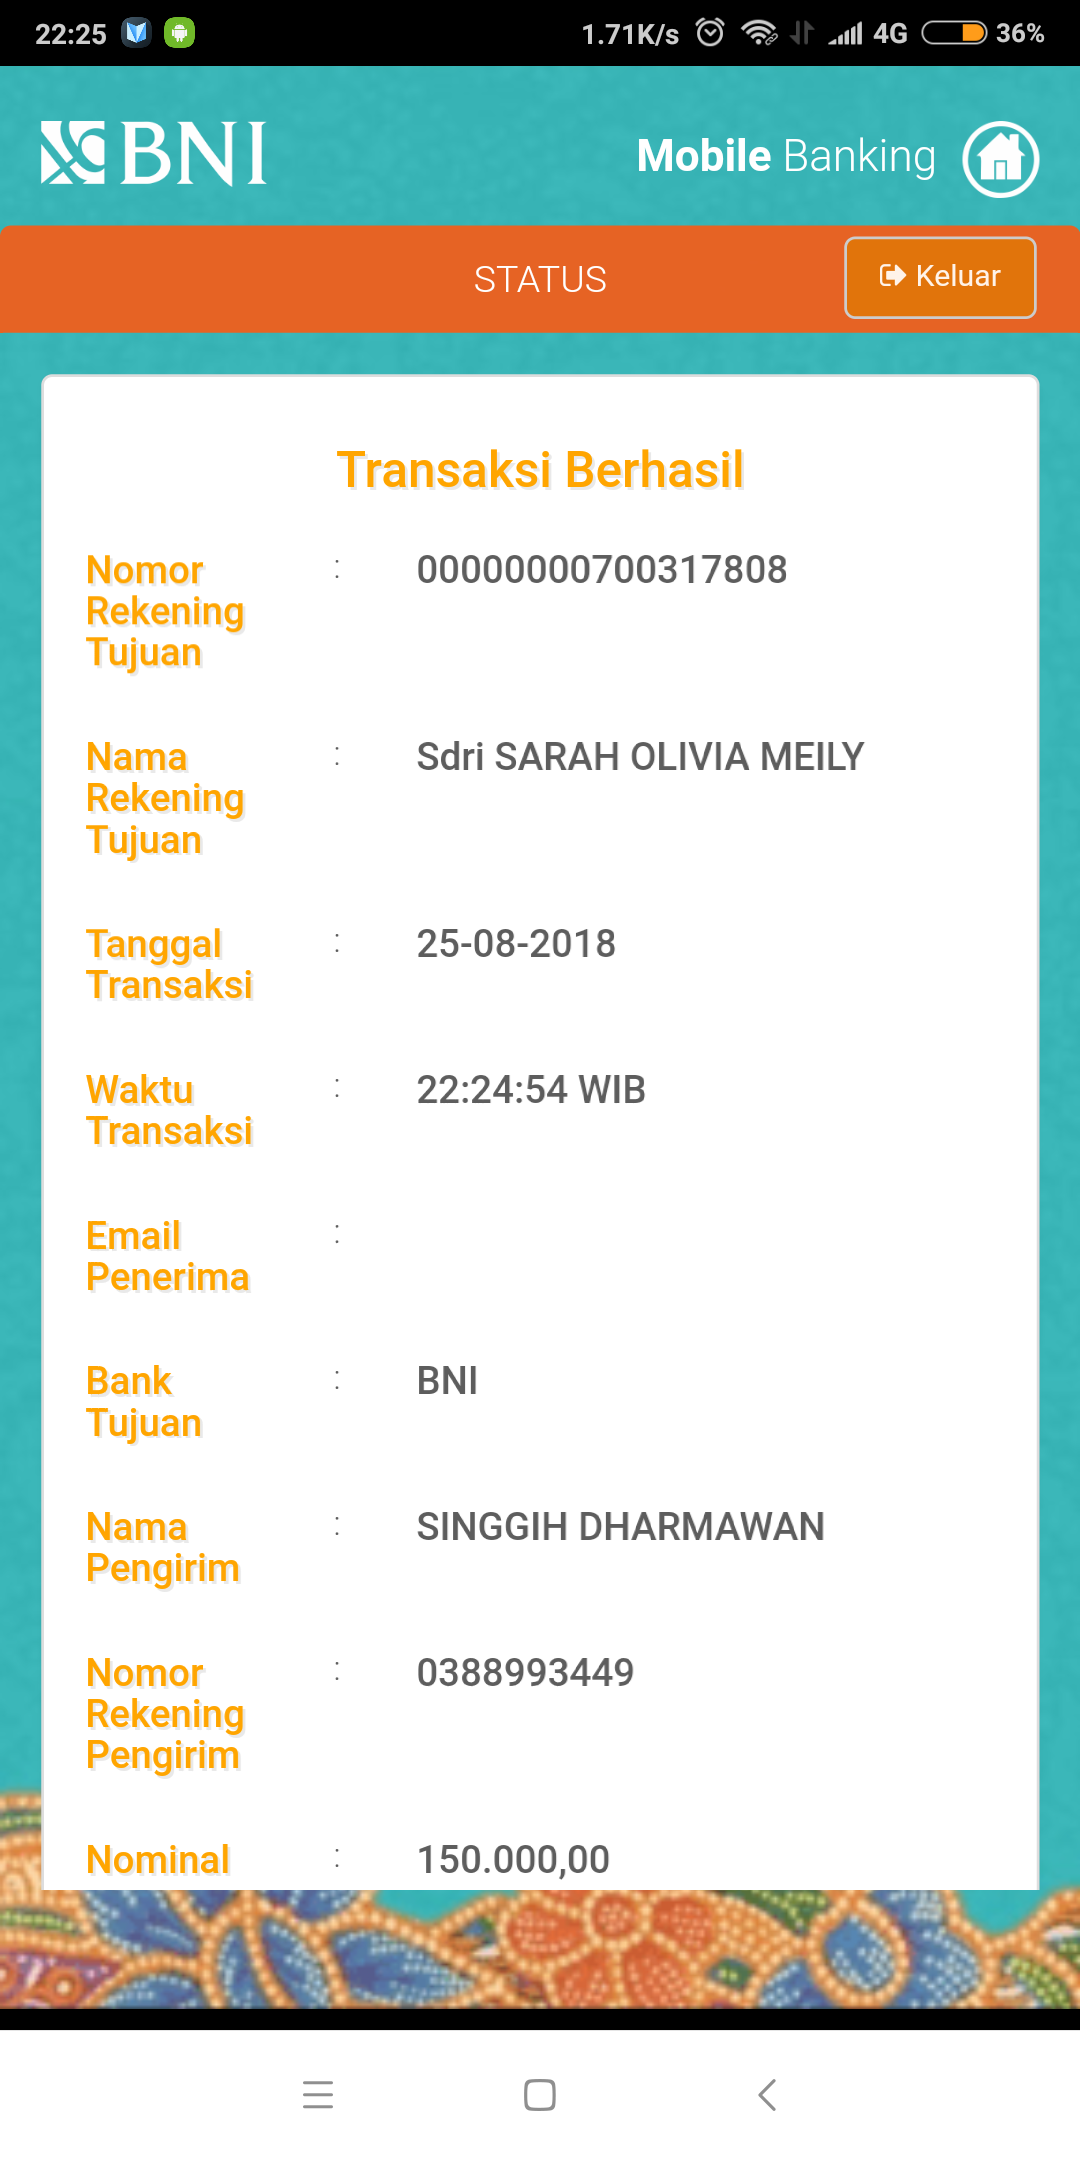 22:25 1.71K/s 4G 36%
BNI Mobile Banking
STATUS Keluar
Transaksi Berhasil
Nomor : 00000000700317808
Rekening
Tujuan
Nama : Sdri SARAH OLIVIA MEILY
Rekening
Tujuan
Tanggal : 25-08-2018
Transaksi
Waktu : 22:24:54 WIB
Transaksi
Email :
Penerima
Bank : BNI
Tujuan
Nama : SINGGIH DHARMAWAN
Pengirim
Nomor : 0388993449
Rekening
Pengirim
Nominal : 150.000,00